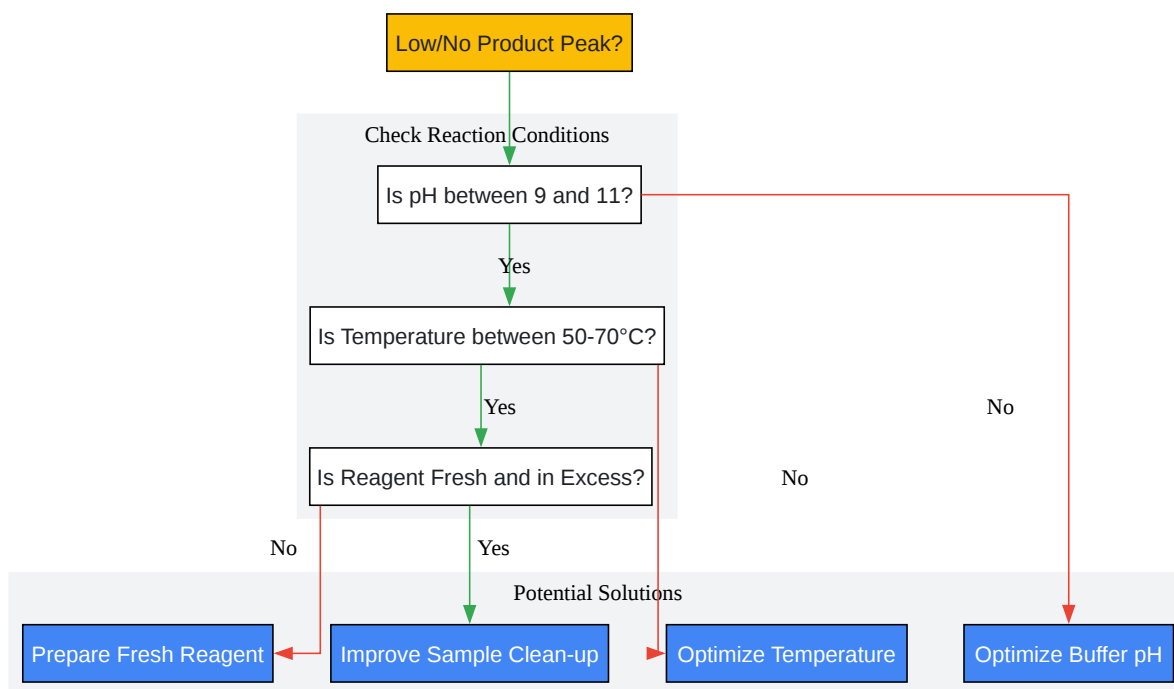 Low/No Product Peak?
Check Reaction Conditions
Is pH between 9 and 11?
Yes
Is Temperature between 50-70°C?
Yes
No
Is Reagent Fresh and in Excess?
No
No
Yes
Potential Solutions
Prepare Fresh Reagent
Improve Sample Clean-up
Optimize Temperature
Optimize Buffer pH